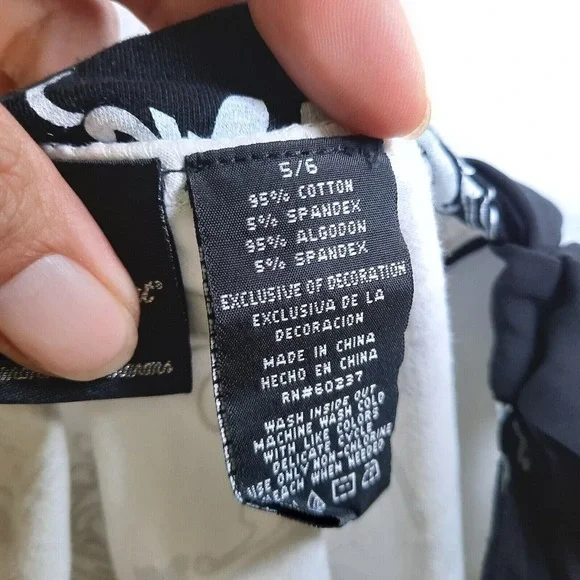 5/6
95% COTTON
5% SPANDEX
95% ALGODON
5% SPANDEX
EXCLUSIVE OF DECORATION
EXCLUSIVA DE LA
DECORACION
MADE IN CHINA
HECHO EN CHINA
RN#60237
WASH INSIDE OUT
MACHINE WASH COLD
WITH LIKE COLORS
DELICATE CYCLE
ONLY NON-CHLORINE
WHEN NEEDED